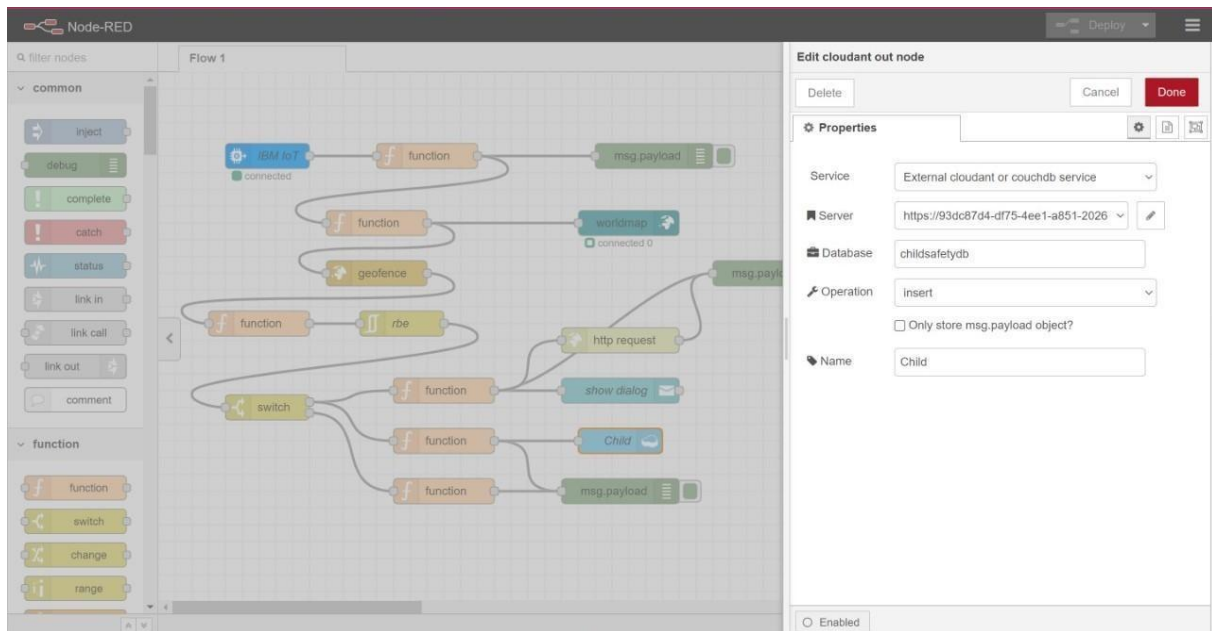 Node-RED
Deploy
filter nodes
common
inject
debug
complete
catch
status
link in
link call
link out
comment
function
function
switch
change
range
Flow 1
IBM IoT
connected
function
msg.payload
function
worldmap
connected 0
geofence
msg.paylo
function
rbe
http request
function
show dialog
switch
function
Child
function
msg.payload
Edit cloudant out node
Delete
Cancel
Done
Properties
Service
External cloudant or couchdb service
Server
https://93dc87d4-df75-4ee1-a851-2026
Database
childsafetydb
Operation
insert
Only store msg.payload object?
Name
Child
Enabled